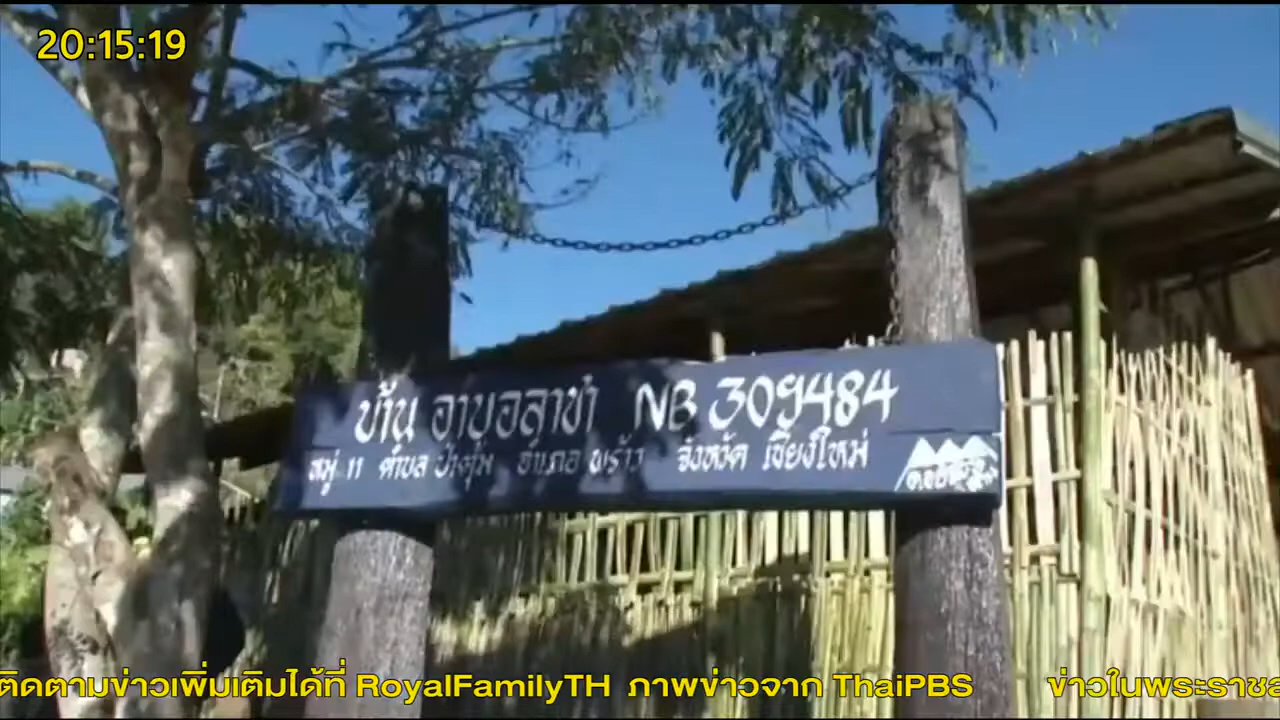 20:15:19
บ้าน อาบอลาข่า NB 309484
หมู่ 11 ตำบล ป่าตุ้ม อำเภอ พร้าว จังหวัด เชียงใหม่
ติดตามข่าวเพิ่มเติมได้ที่ RoyalFamilyTH ภาพข่าวจาก ThaiPBS ข่าวในพระราชส